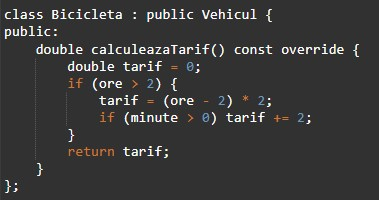 class Bicicleta : public Vehicul {
public:
    double calculeazaTarif() const override {
        double tarif = 0;
        if (ore > 2) {
            tarif = (ore - 2) * 2;
            if (minute > 0) tarif += 2;
        }
        return tarif;
    }
};